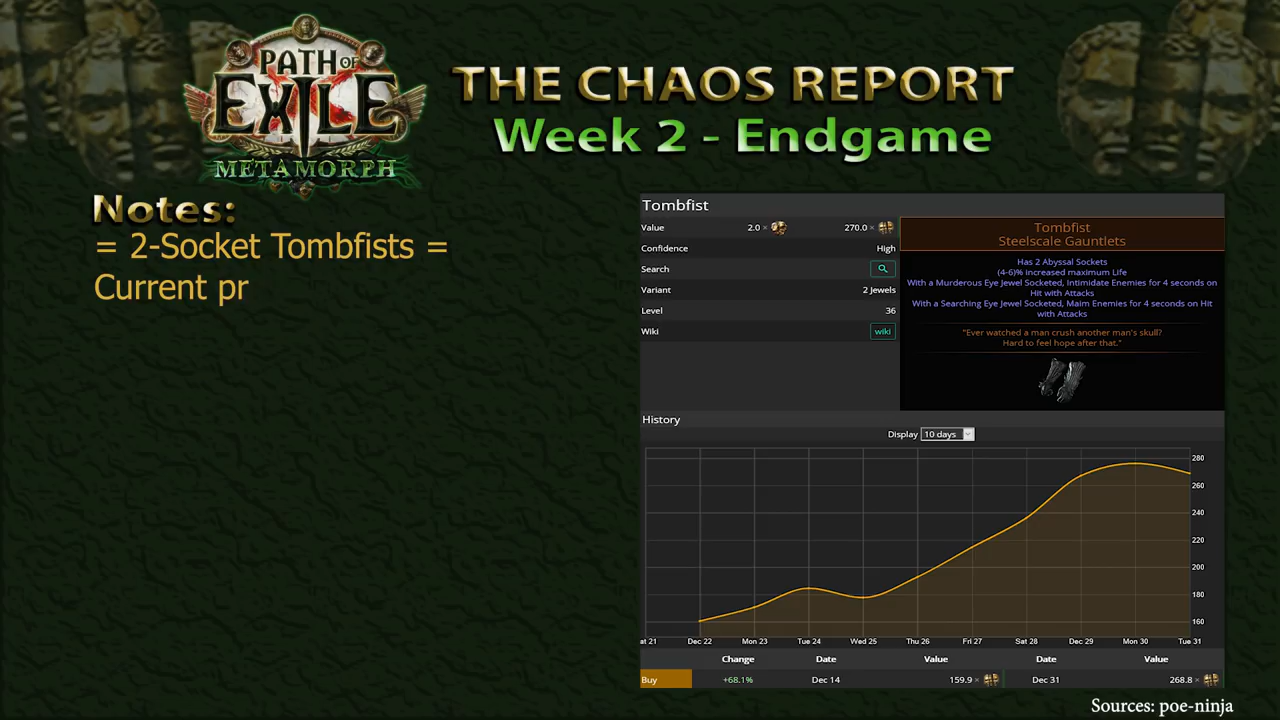 PATH OF
EXILE
METAMORPH
THE CHAOS REPORT
Week 2 - Endgame
Notes:
= 2-Socket Tombfists =
Current pr
Tombfist
Value 2.0 × 270.0 ×
Confidence High
Search
Variant 2 Jewels
Level 36
Wiki wiki
Tombfist
Steelscale Gauntlets
Has 2 Abyssal Sockets
(4-6)% increased maximum Life
With a Murderous Eye Jewel Socketed, Intimidate Enemies for 4 seconds on
Hit with Attacks
With a Searching Eye Jewel Socketed, Maim Enemies for 4 seconds on Hit
with Attacks
"Ever watched a man crush another man's skull?
Hard to feel hope after that."
History
Display 10 days
280
260
240
220
200
180
160
at 21 Dec 22 Mon 23 Tue 24 Wed 25 Thu 26 Fri 27 Sat 28 Dec 29 Mon 30 Tue 31
Change Date Value Date Value
Buy +68.1% Dec 14 159.9 × Dec 31 268.8 ×
Sources: poe-ninja